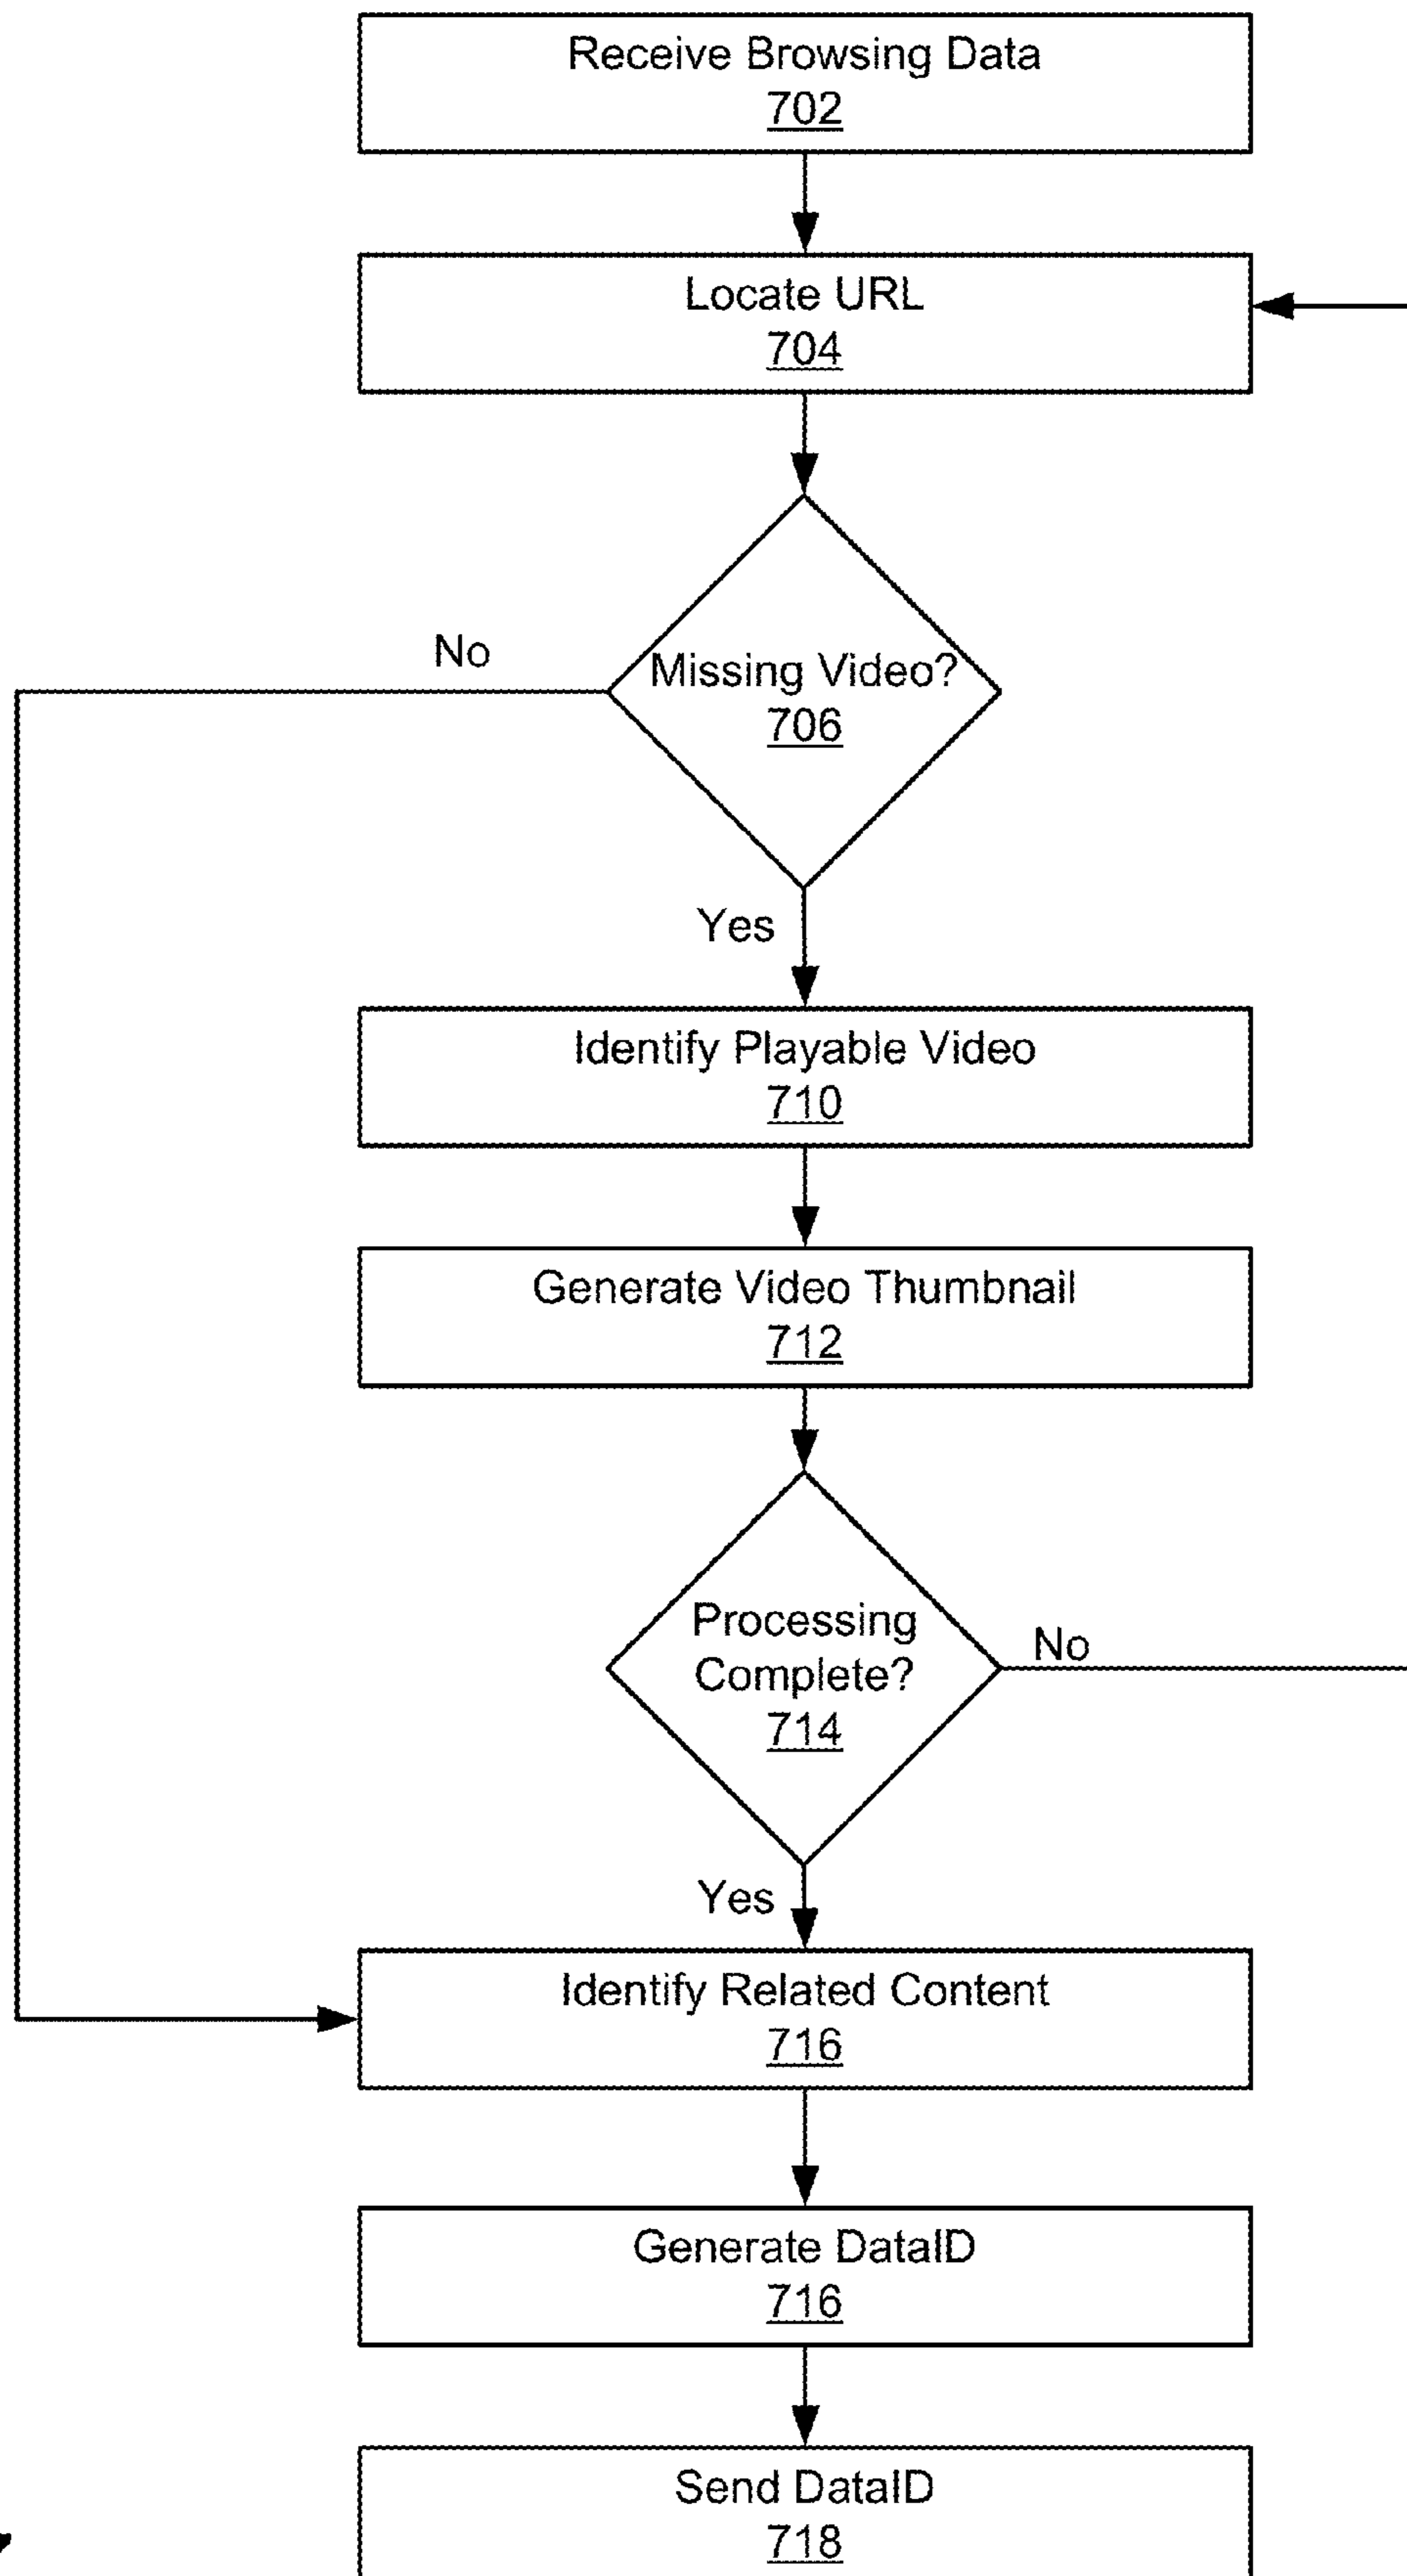 Receive Browsing Data
702
Locate URL
704
No
Missing Video?
706
Yes
Identify Playable Video
710
Generate Video Thumbnail
712
Processing
Complete?
714
No
Yes
Identify Related Content
716
Generate DataID
716
Send DataID
718